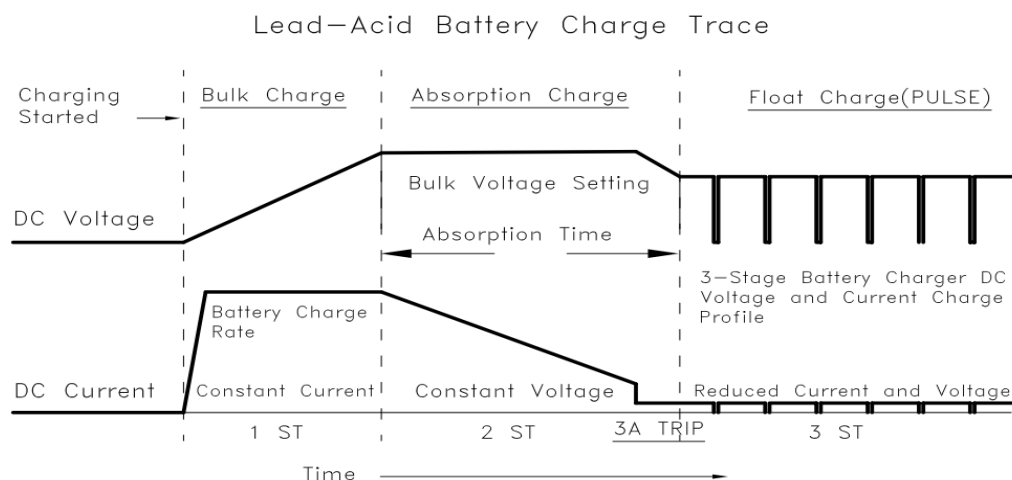 Lead-Acid Battery Charge Trace
Charging
Started
Bulk Charge
Absorption Charge
Float Charge(PULSE)
DC Voltage
Bulk Voltage Setting
Absorption Time
3-Stage Battery Charger DC
Voltage and Current Charge
Profile
Battery Charge
Rate
DC Current
Constant Current
Constant Voltage
Reduced Current and Voltage
1 ST
2 ST
3A TRIP
3 ST
Time